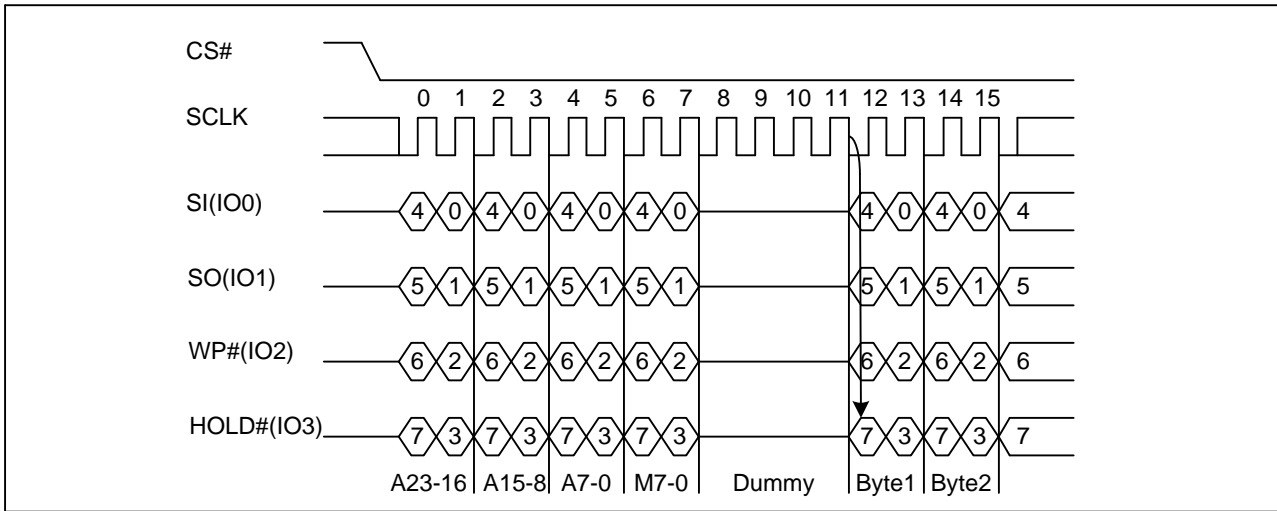 CS#
0 1 2 3 4 5 6 7 8 9 10 11 12 13 14 15
SCLK
SI(IO0) 4 0 4 0 4 0 4 0 4 0 4 0 4
SO(IO1) 5 1 5 1 5 1 5 1 5 1 5 1 5
WP#(IO2) 6 2 6 2 6 2 6 2 6 2 6 2 6
HOLD#(IO3) 7 3 7 3 7 3 7 3 7 3 7 3 7
A23-16 A15-8 A7-0 M7-0 Dummy Byte1 Byte2